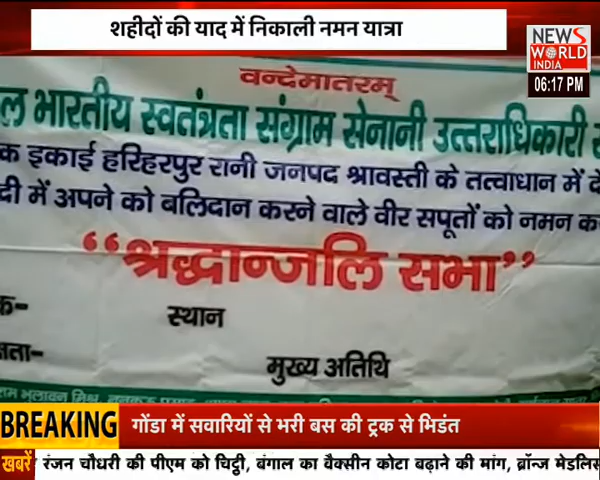 शहीदों की याद में निकाली नमन यात्रा
NEWS
WORLD
INDIA
06:17 PM
वन्देमातरम्
ल भारतीय स्वतंत्रता संग्राम सेनानी उत्तराधिकारी
क इकाई हरिहरपुर रानी जनपद श्रावस्ती के तत्वाधान में दे
दी में अपने को बलिदान करने वाले वीर सपूतों को नमन क
“श्रद्धान्जलि सभा”
क–
स्थान
क्षता–
मुख्य अतिथि
राम भुलावन मिश्र,
BREAKING
गोंडा में सवारियों से भरी बस की ट्रक से भिडंत
खबरें
रंजन चौधरी की पीएम को चिट्ठी, बंगाल का वैक्सीन कोटा बढ़ाने की मांग, ब्रॉन्ज मेडलिस